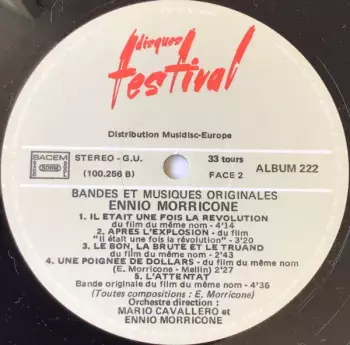 disques
festival
Distribution Musidisc-Europe
SACEM
SDRM
STEREO - G.U.
(100.256 B)
33 tours
FACE 2
ALBUM 222
BANDES ET MUSIQUES ORIGINALES
ENNIO MORRICONE
1. IL ETAIT UNE FOIS LA REVOLUTION
du film du même nom - 4'14
2. APRES L'EXPLOSION - du film
"il était une fois la révolution" - 3'20
3. LE BON, LA BRUTE ET LE TRUAND
du film du même nom - 2'43
4. UNE POIGNEE DE DOLLARS - du film du même nom
(E. Morricone - Mellin) 2'27
5. L'ATTENTAT
Bande originale du film du même nom - 4'36
(Toutes compositions : E. Morricone)
Orchestre direction :
MARIO CAVALLERO et
ENNIO MORRICONE